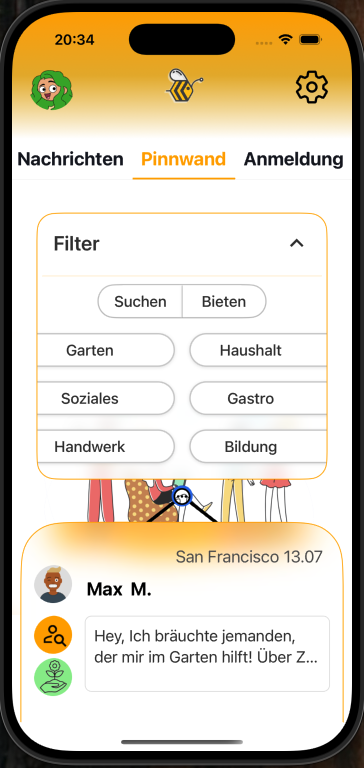 20:34
Nachrichten Pinnwand Anmeldung
Filter
Suchen Bieten
Garten Haushalt
Soziales Gastro
Handwerk Bildung
San Francisco 13.07
Max M.
Hey, Ich bräuchte jemanden,
der mir im Garten hilft! Über Z...